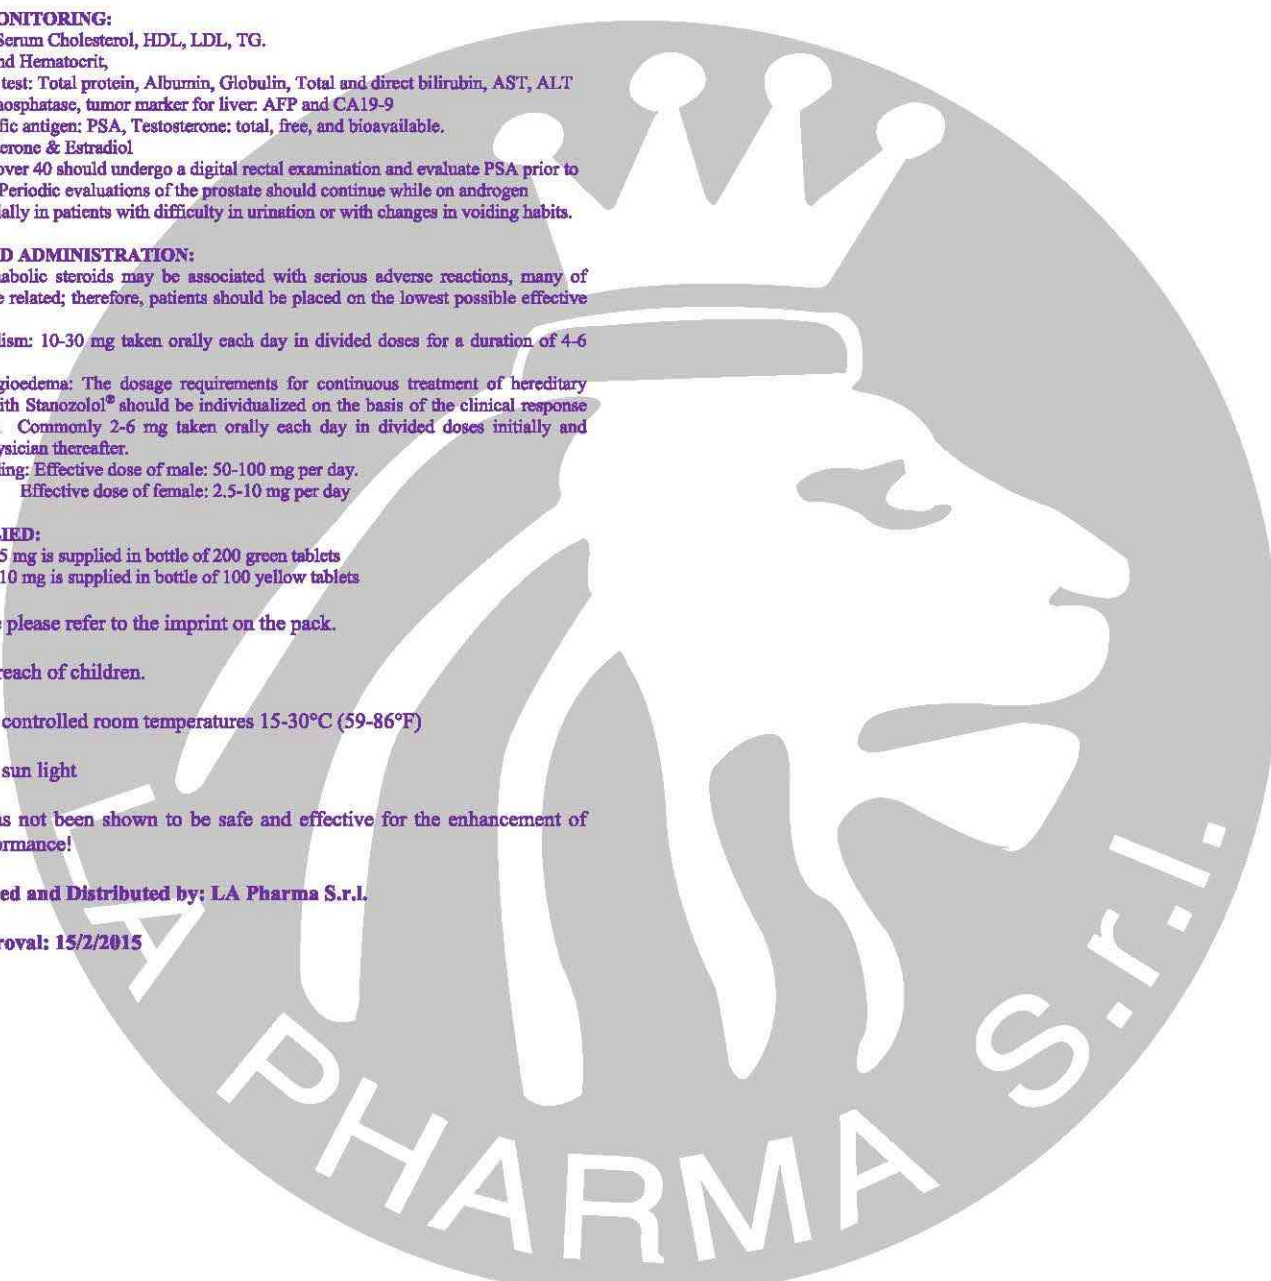 ONITORING:
Serum Cholesterol, HDL, LDL, TG.
nd Hematocrit,
test: Total protein, Albumin, Globulin, Total and direct bilirubin, AST, ALT
hosphatase, tumor marker for liver: AFP and CA19-9
fic antigen: PSA, Testosterone: total, free, and bioavailable.
erone & Estradiol
over 40 should undergo a digital rectal examination and evaluate PSA prior to
Periodic evaluations of the prostate should continue while on androgen
ially in patients with difficulty in urination or with changes in voiding habits.
D ADMINISTRATION:
nabolic steroids may be associated with serious adverse reactions, many of
e related; therefore, patients should be placed on the lowest possible effective
lism: 10-30 mg taken orally each day in divided doses for a duration of 4-6
gioedema: The dosage requirements for continuous treatment of hereditary
ith Stanozolol® should be individualized on the basis of the clinical response
. Commonly 2-6 mg taken orally each day in divided doses initially and
ysician thereafter.
ding: Effective dose of male: 50-100 mg per day.
Effective dose of female: 2.5-10 mg per day
LIED:
5 mg is supplied in bottle of 200 green tablets
10 mg is supplied in bottle of 100 yellow tablets
e please refer to the imprint on the pack.
reach of children.
controlled room temperatures 15-30°C (59-86°F)
sun light
as not been shown to be safe and effective for the enhancement of
ormance!
ed and Distributed by: LA Pharma S.r.l.
roval: 15/2/2015
LA PHARMA S.r.l.